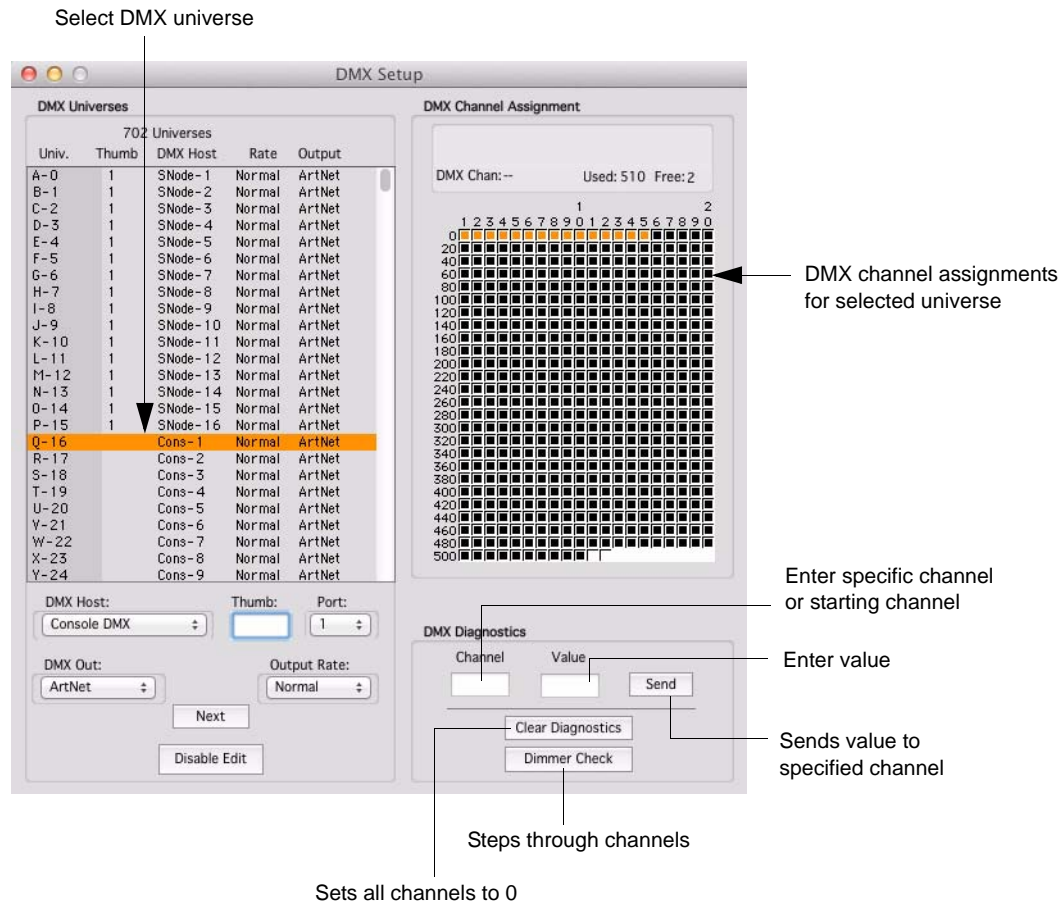 Select DMX universe
DMX Setup
DMX Universes
702 Universes
Univ. Thumb DMX Host Rate Output
A-0 1 SNode-1 Normal ArtNet
B-1 1 SNode-2 Normal ArtNet
C-2 1 SNode-3 Normal ArtNet
D-3 1 SNode-4 Normal ArtNet
E-4 1 SNode-5 Normal ArtNet
F-5 1 SNode-6 Normal ArtNet
G-6 1 SNode-7 Normal ArtNet
H-7 1 SNode-8 Normal ArtNet
I-8 1 SNode-9 Normal ArtNet
J-9 1 SNode-10 Normal ArtNet
K-10 1 SNode-11 Normal ArtNet
L-11 1 SNode-12 Normal ArtNet
M-12 1 SNode-13 Normal ArtNet
N-13 1 SNode-14 Normal ArtNet
O-14 1 SNode-15 Normal ArtNet
P-15 1 SNode-16 Normal ArtNet
Q-16 Cons-1 Normal ArtNet
R-17 Cons-2 Normal ArtNet
S-18 Cons-3 Normal ArtNet
T-19 Cons-4 Normal ArtNet
U-20 Cons-5 Normal ArtNet
V-21 Cons-6 Normal ArtNet
W-22 Cons-7 Normal ArtNet
X-23 Cons-8 Normal ArtNet
Y-24 Cons-9 Normal ArtNet
DMX Host: Thumb: Port:
Console DMX 1
DMX Out: Output Rate:
ArtNet Normal
Next
Disable Edit
DMX Channel Assignment
DMX Chan: -- Used: 510 Free: 2
1 2
1 2 3 4 5 6 7 8 9 0 1 2 3 4 5 6 7 8 9 0
0
20
40
60
80
100
120
140
160
180
200
220
240
260
280
300
320
340
360
380
400
420
440
460
480
500
DMX channel assignments
for selected universe
DMX Diagnostics
Channel Value
Send
Clear Diagnostics
Dimmer Check
Enter specific channel
or starting channel
Enter value
Sends value to
specified channel
Steps through channels
Sets all channels to 0